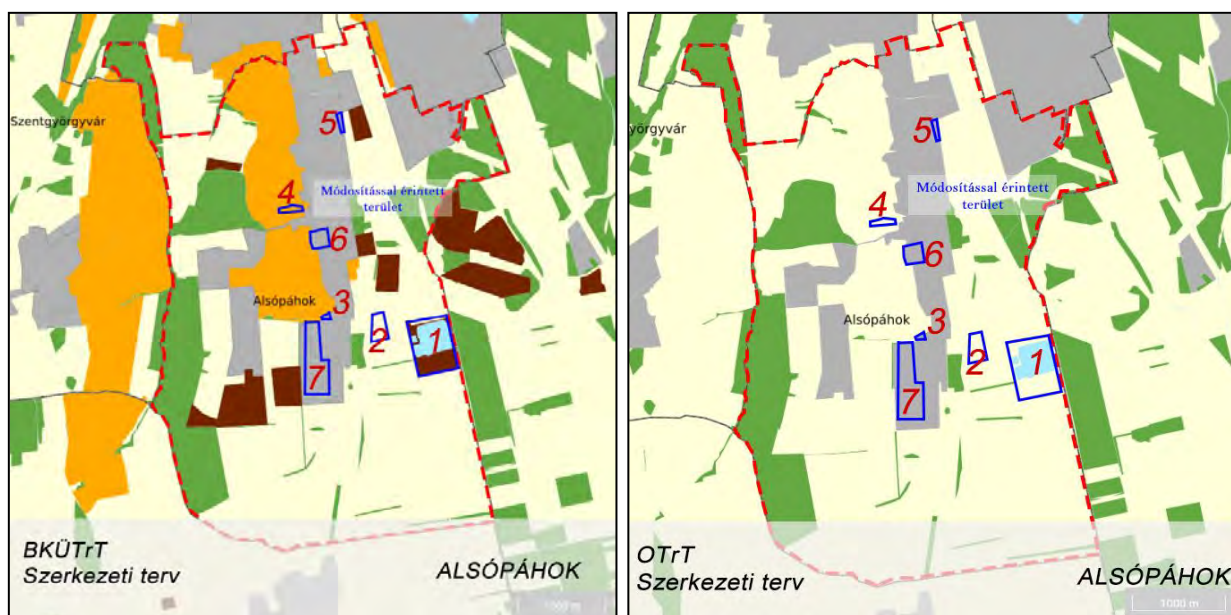 Szentgyörgyvár
5
4
Módosítással érintett
terület
6
Alsópáhok
3
2
1
7
BKÜTrT
Szerkezeti terv
ALSÓPÁHOK
1000 m
györgyvár
5
4
Módosítással érintett
terület
6
Alsópáhok
3
2
1
7
OTrT
Szerkezeti terv
ALSÓPÁHOK
1000 m